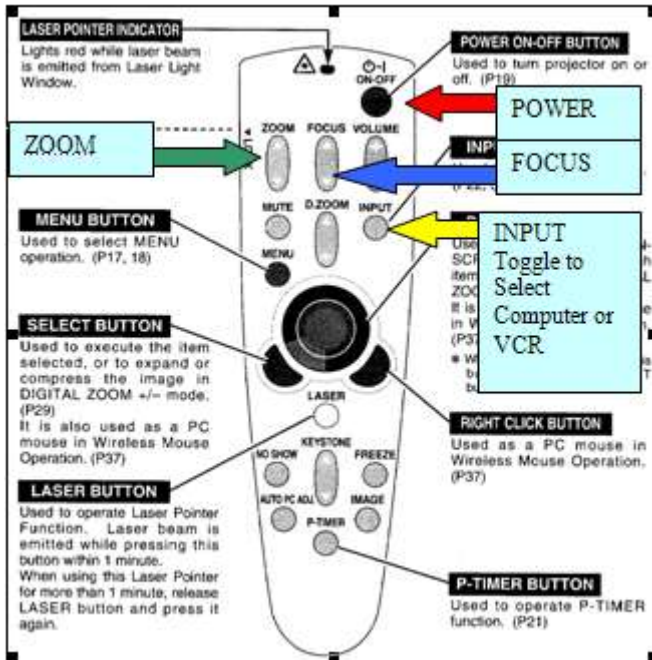 LASER POINTER INDICATOR
Lights red while laser beam
is emitted from Laser Light
Window.
POWER ON-OFF BUTTON
Used to turn projector on or
off. (P19)
ON-OFF
POWER
ZOOM
FOCUS
VOLUME
ZOOM
FOCUS
MUTE
D.ZOOM
INPUT
MENU
MENU BUTTON
Used to select MENU
operation. (P17, 18)
INPUT
Toggle to
Select
Computer or
VCR
SELECT BUTTON
Used to execute the item
selected, or to expand or
compress the image in
DIGITAL ZOOM +/– mode.
(P29)
It is also used as a PC
mouse in Wireless Mouse
Operation. (P37)
LASER
RIGHT CLICK BUTTON
Used as a PC mouse in
Wireless Mouse Operation.
(P37)
KEYSTONE
NO SHOW
FREEZE
AUTO PC ADJ.
IMAGE
P-TIMER
LASER BUTTON
Used to operate Laser Pointer
Function. Laser beam is
emitted while pressing this
button within 1 minute.
When using this Laser Pointer
for more than 1 minute, release
LASER button and press it
again.
P-TIMER BUTTON
Used to operate P-TIMER
function. (P21)